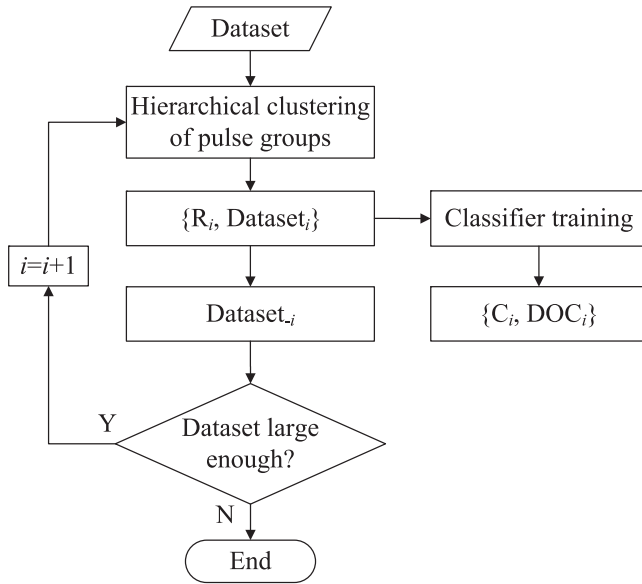 Dataset
Hierarchical clustering
of pulse groups
{Rᵢ, Datasetᵢ}
Classifier training
i=i+1
Dataset₋ᵢ
{Cᵢ, DOCᵢ}
Y
Dataset large
enough?
N
End